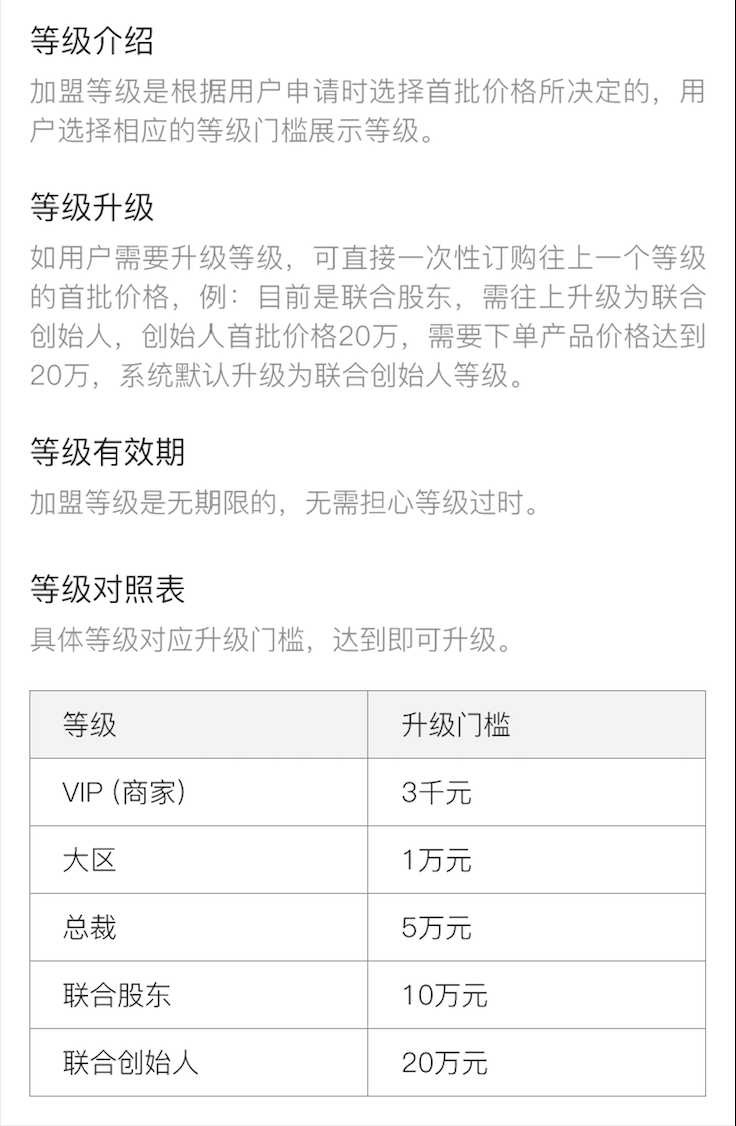 等级介绍
加盟等级是根据用户申请时选择首批价格所决定的，用
户选择相应的等级门槛展示等级。
等级升级
如用户需要升级等级，可直接一次性订购往上一个等级
的首批价格，例：目前是联合股东，需往上升级为联合
创始人，创始人首批价格20万，需要下单产品价格达到
20万，系统默认升级为联合创始人等级。
等级有效期
加盟等级是无期限的，无需担心等级过时。
等级对照表
具体等级对应升级门槛，达到即可升级。
等级 升级门槛
VIP（商家） 3千元
大区 1万元
总裁 5万元
联合股东 10万元
联合创始人 20万元